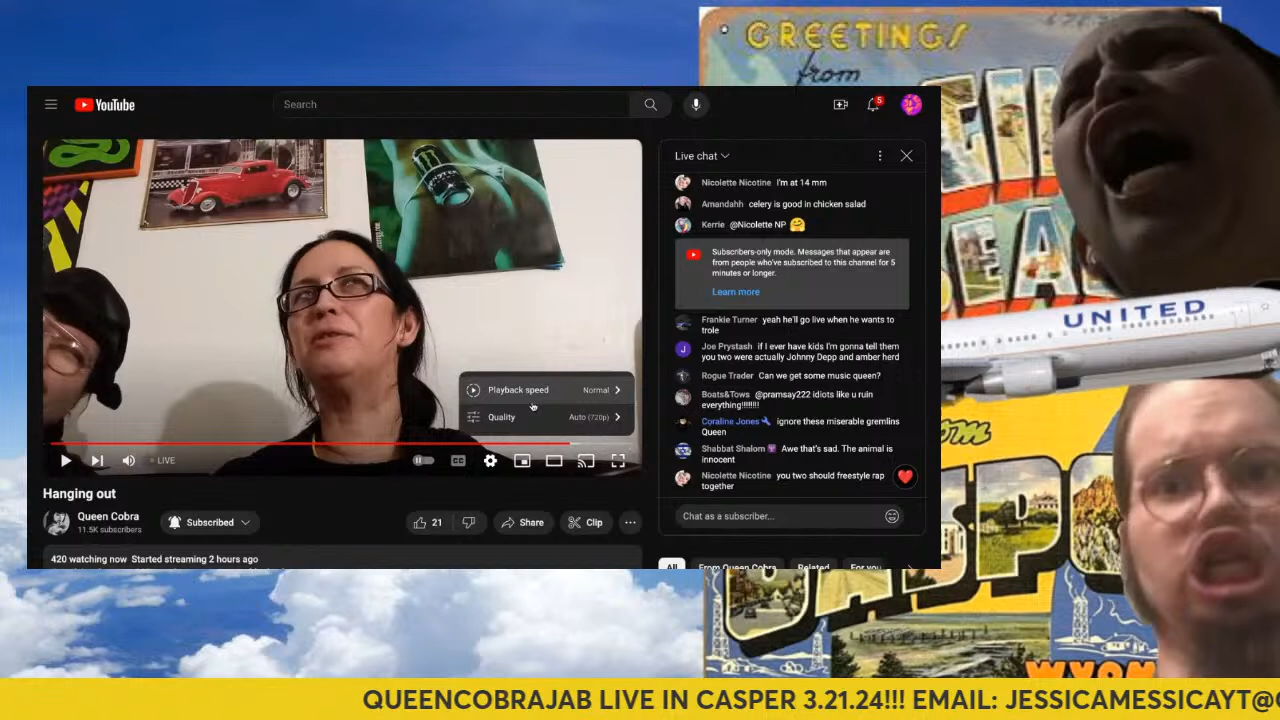 GREETINGS
from
YouTube
Search
5
Live chat
Nicolette Nicotine I'm at 14 mm
Amandahh celery is good in chicken salad
Kerrie @Nicolette NP 🤗
Subscribers-only mode. Messages that appear are
from people who've subscribed to this channel for 5
minutes or longer.
Learn more
Frankie Turner yeah he'll go live when he wants to
trole
Joe Prystash if I ever have kids I'm gonna tell them
you two were actually Johnny Depp and amber herd
Rogue Trader Can we get some music queen?
Boats&Tows @pramsay222 idiots like u ruin
everything!!!!!!!!
Coraline Jones ignore these miserable gremlins
Queen
Shabbat Shalom Awe that's sad. The animal is
innocent
Nicolette Nicotine you two should freestyle rap
together
Chat as a subscriber...
Playback speed Normal
Quality Auto (720p)
LIVE
CC
Hanging out
Queen Cobra
11.5K subscribers
Subscribed
21
Share
Clip
420 watching now Started streaming 2 hours ago
All From Queen Cobra Related For you
UNITED
QUEENCOBRAJAB LIVE IN CASPER 3.21.24!!! EMAIL: JESSICAMESSICAYT@